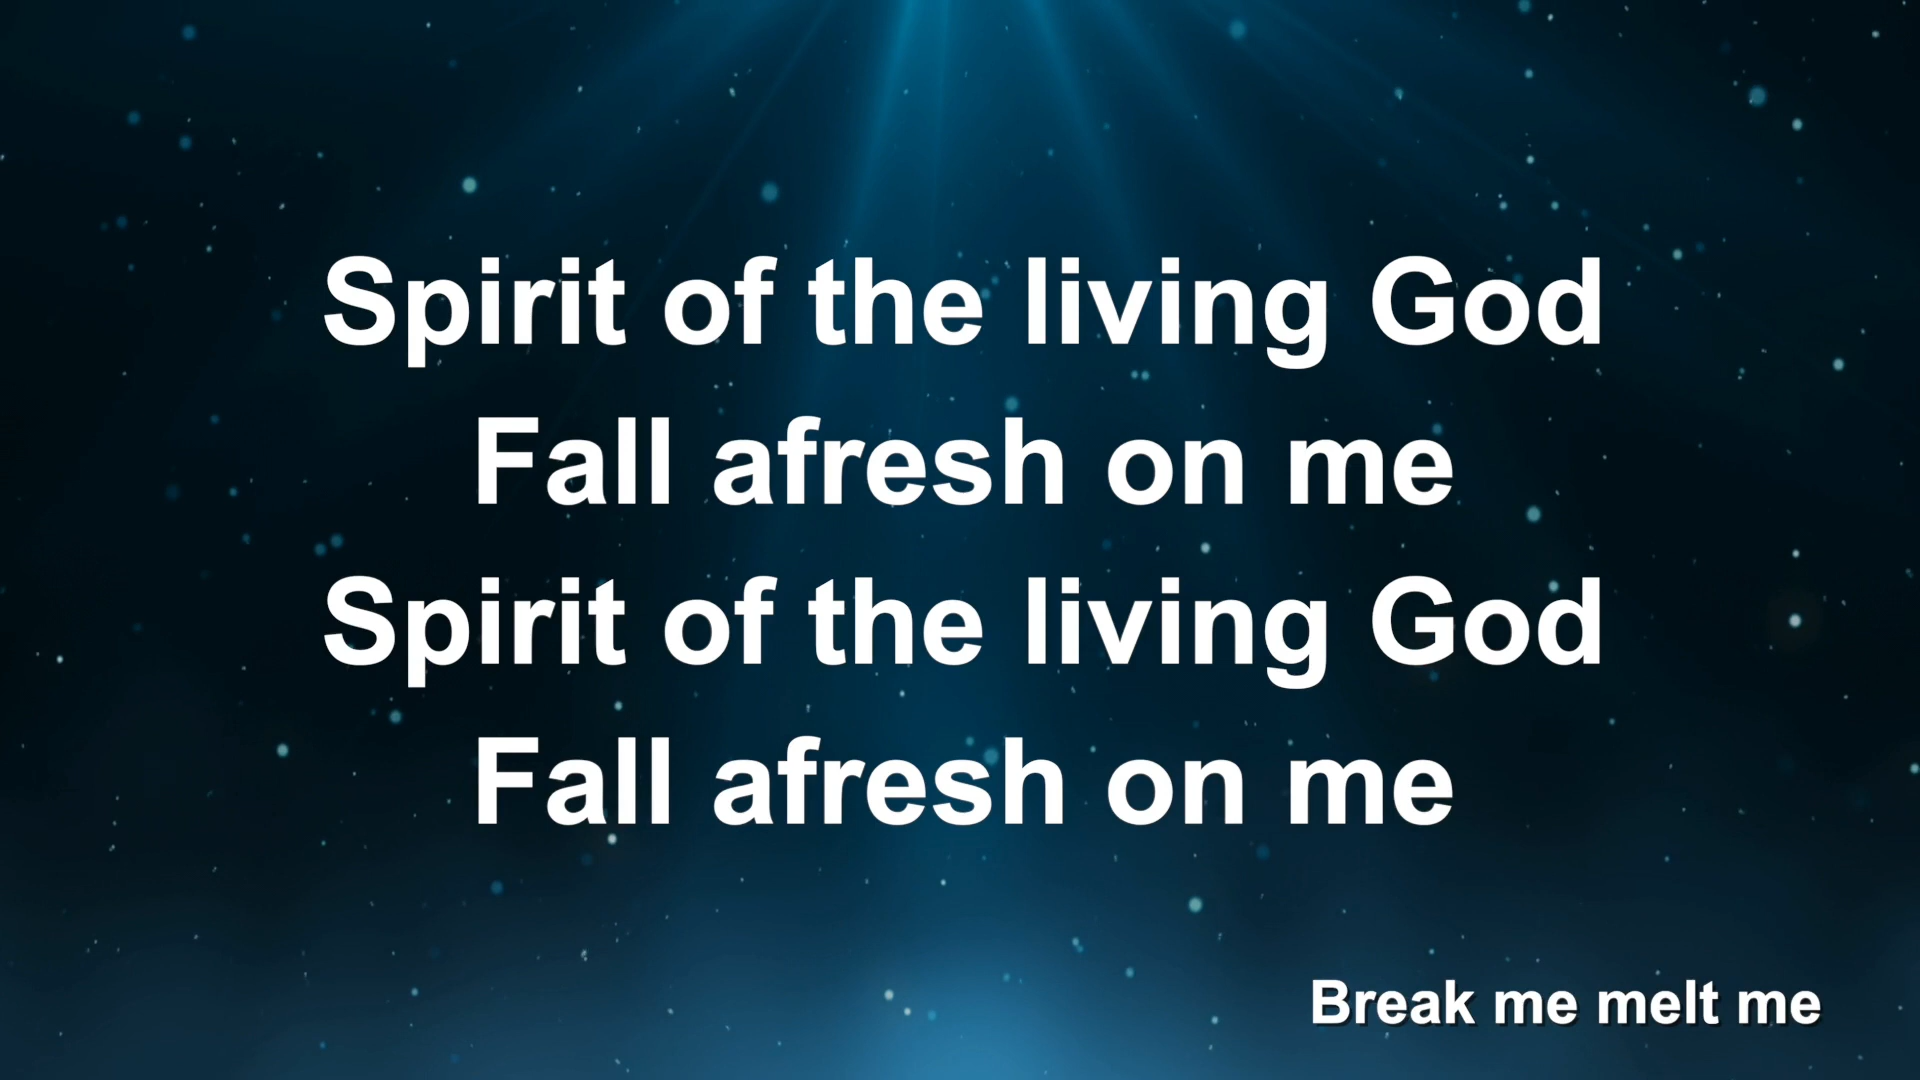 Spirit of the living God
Fall afresh on me
Spirit of the living God
Fall afresh on me
Break me melt me